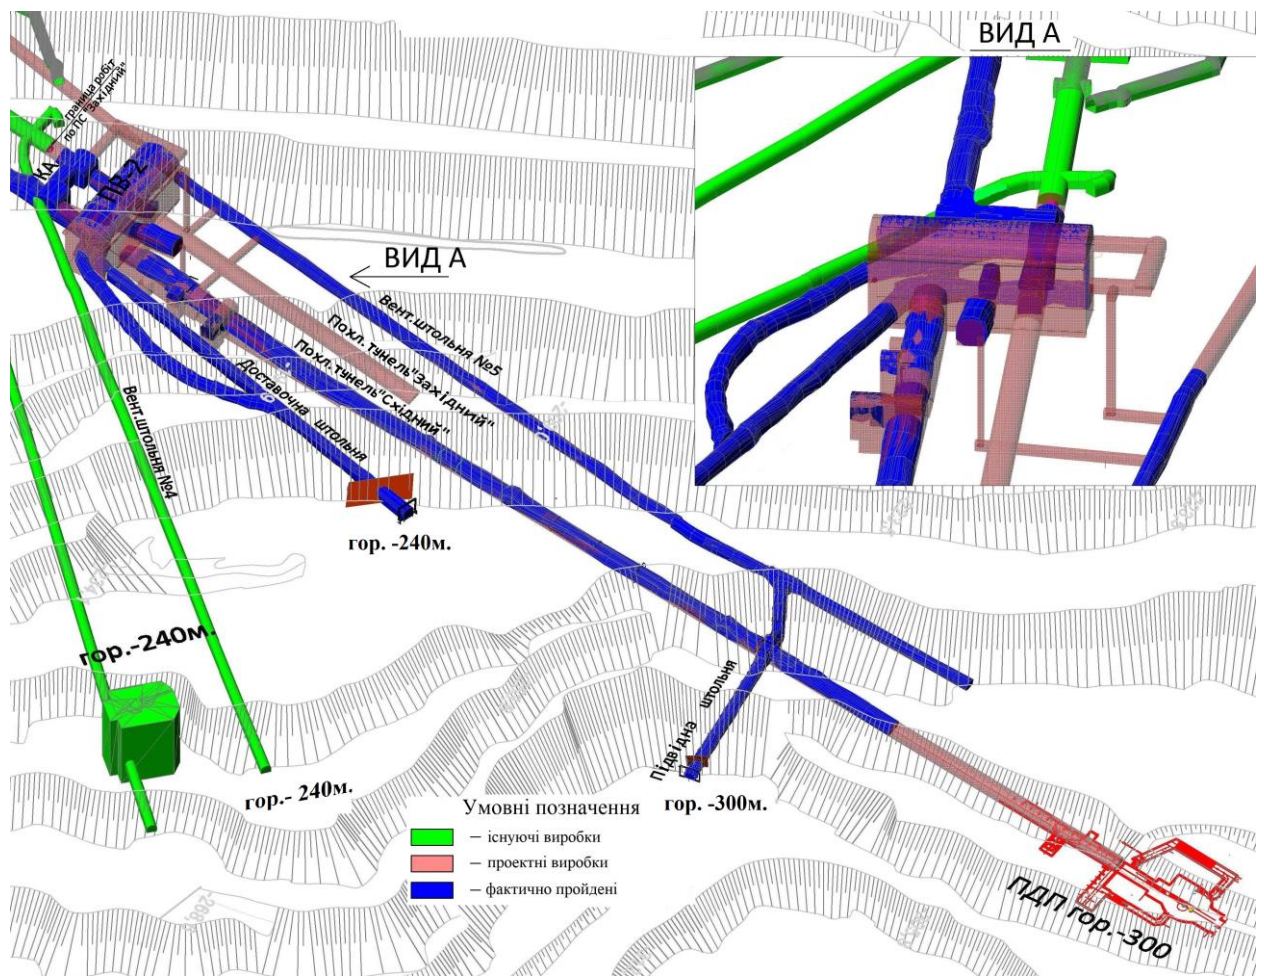 ВИД А
граница робіт
по ПС "Західний"
КА
ПВ-2
ВИД А
Вент.штольня №5
Похл.тунель"Західний"
Похл.тунель"Східний"
Доставочна штольня
Вент.штольня №4
гор. -240м.
гор.-240м.
гор.- 240м.
Підвідна штольня
гор. -300м.
Умовні позначення
– існуючі виробки
– проектні виробки
– фактично пройдені
ПДП гор.-300